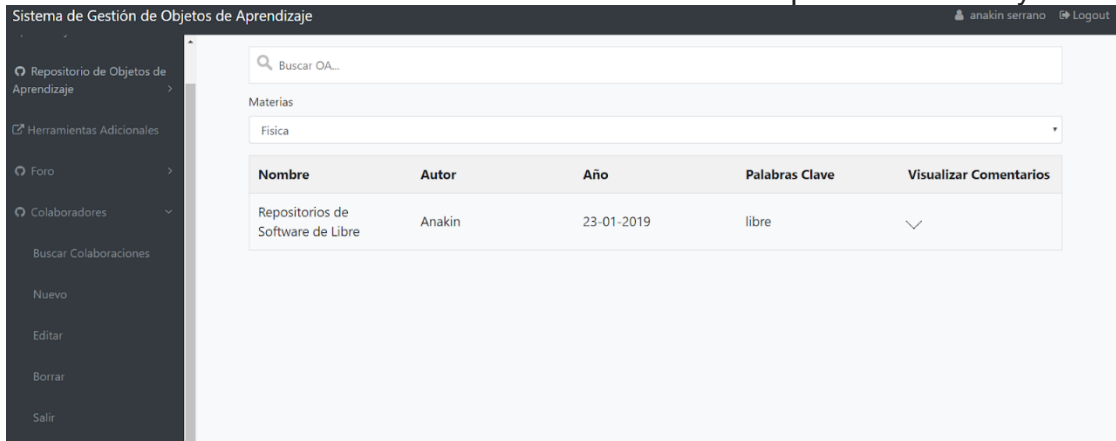 Sistema de Gestión de Objetos de Aprendizaje
anakin serrano Logout
Repositorio de Objetos de
Aprendizaje
Herramientas Adicionales
Foro
Colaboradores
Buscar Colaboraciones
Nuevo
Editar
Borrar
Salir
Buscar OA...
Materias
Fisica
Nombre Autor Año Palabras Clave Visualizar Comentarios
Repositorios de
Software de Libre
Anakin 23-01-2019 libre